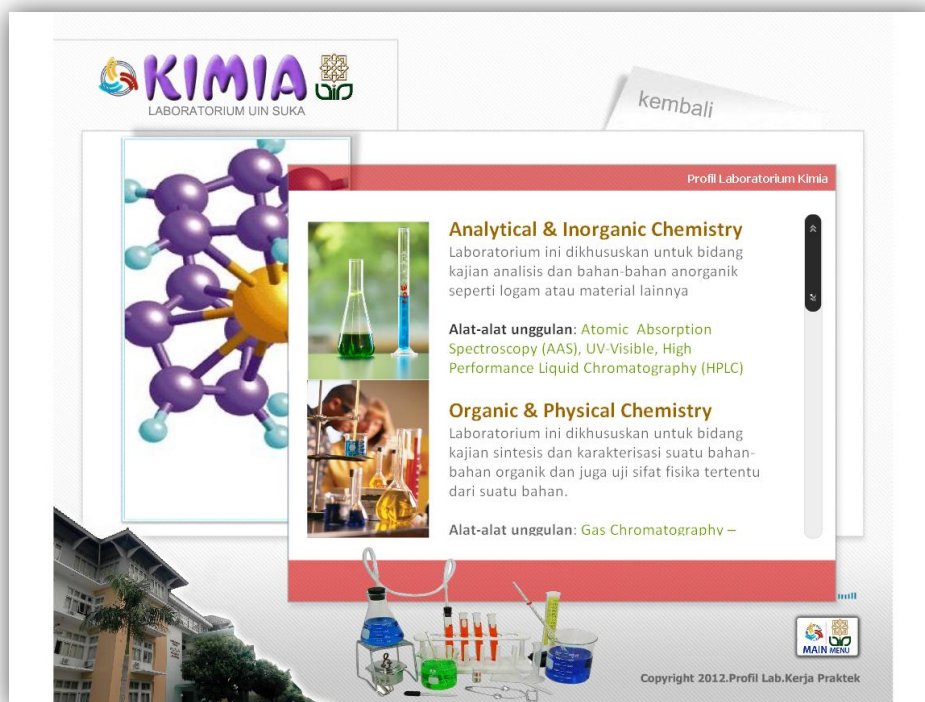 KIMIA
LABORATORIUM UIN SUKA
kembali
Profil Laboratorium Kimia
Analytical & Inorganic Chemistry
Laboratorium ini dikhususkan untuk bidang
kajian analisis dan bahan-bahan anorganik
seperti logam atau material lainnya
Alat-alat unggulan: Atomic Absorption
Spectroscopy (AAS), UV-Visible, High
Performance Liquid Chromatography (HPLC)
Organic & Physical Chemistry
Laboratorium ini dikhususkan untuk bidang
kajian sintesis dan karakterisasi suatu bahan-
bahan organik dan juga uji sifat fisika tertentu
dari suatu bahan.
Alat-alat unggulan: Gas Chromatography –
MAIN MENU
Copyright 2012.Profil Lab.Kerja Praktek